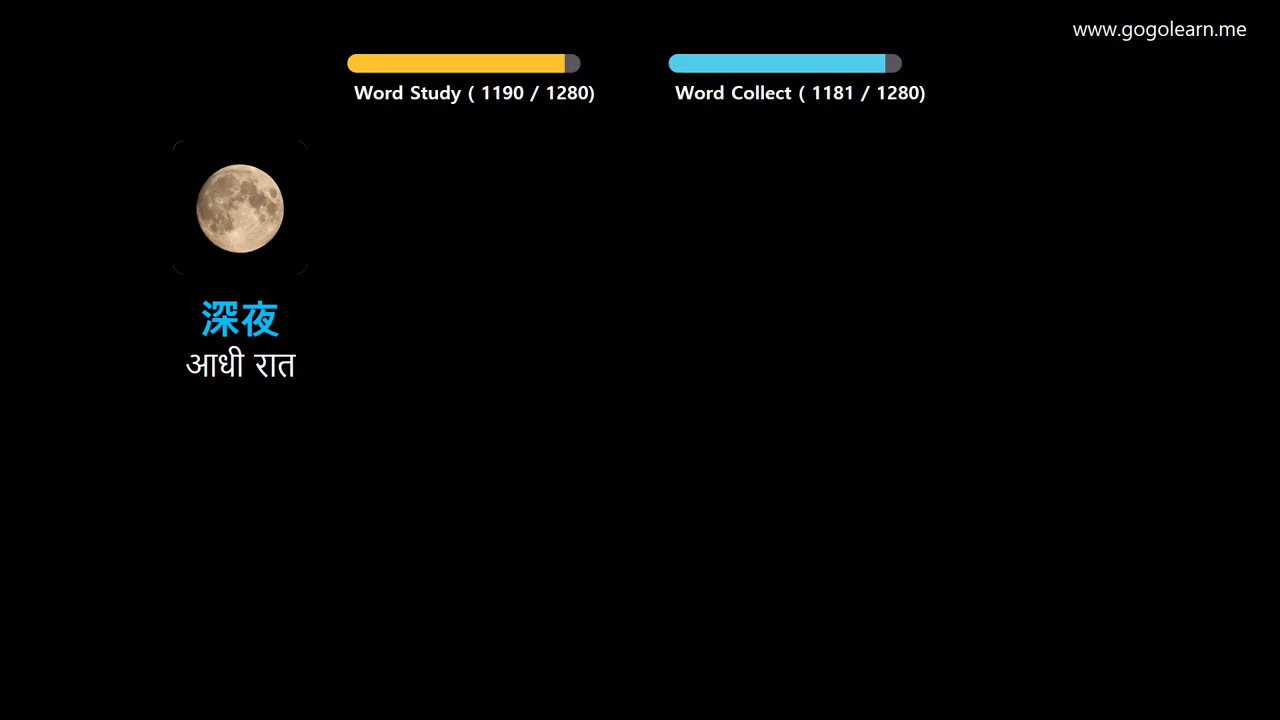 www.gogolearn.me
Word Study ( 1190 / 1280)
Word Collect ( 1181 / 1280)
深夜
आधी रात